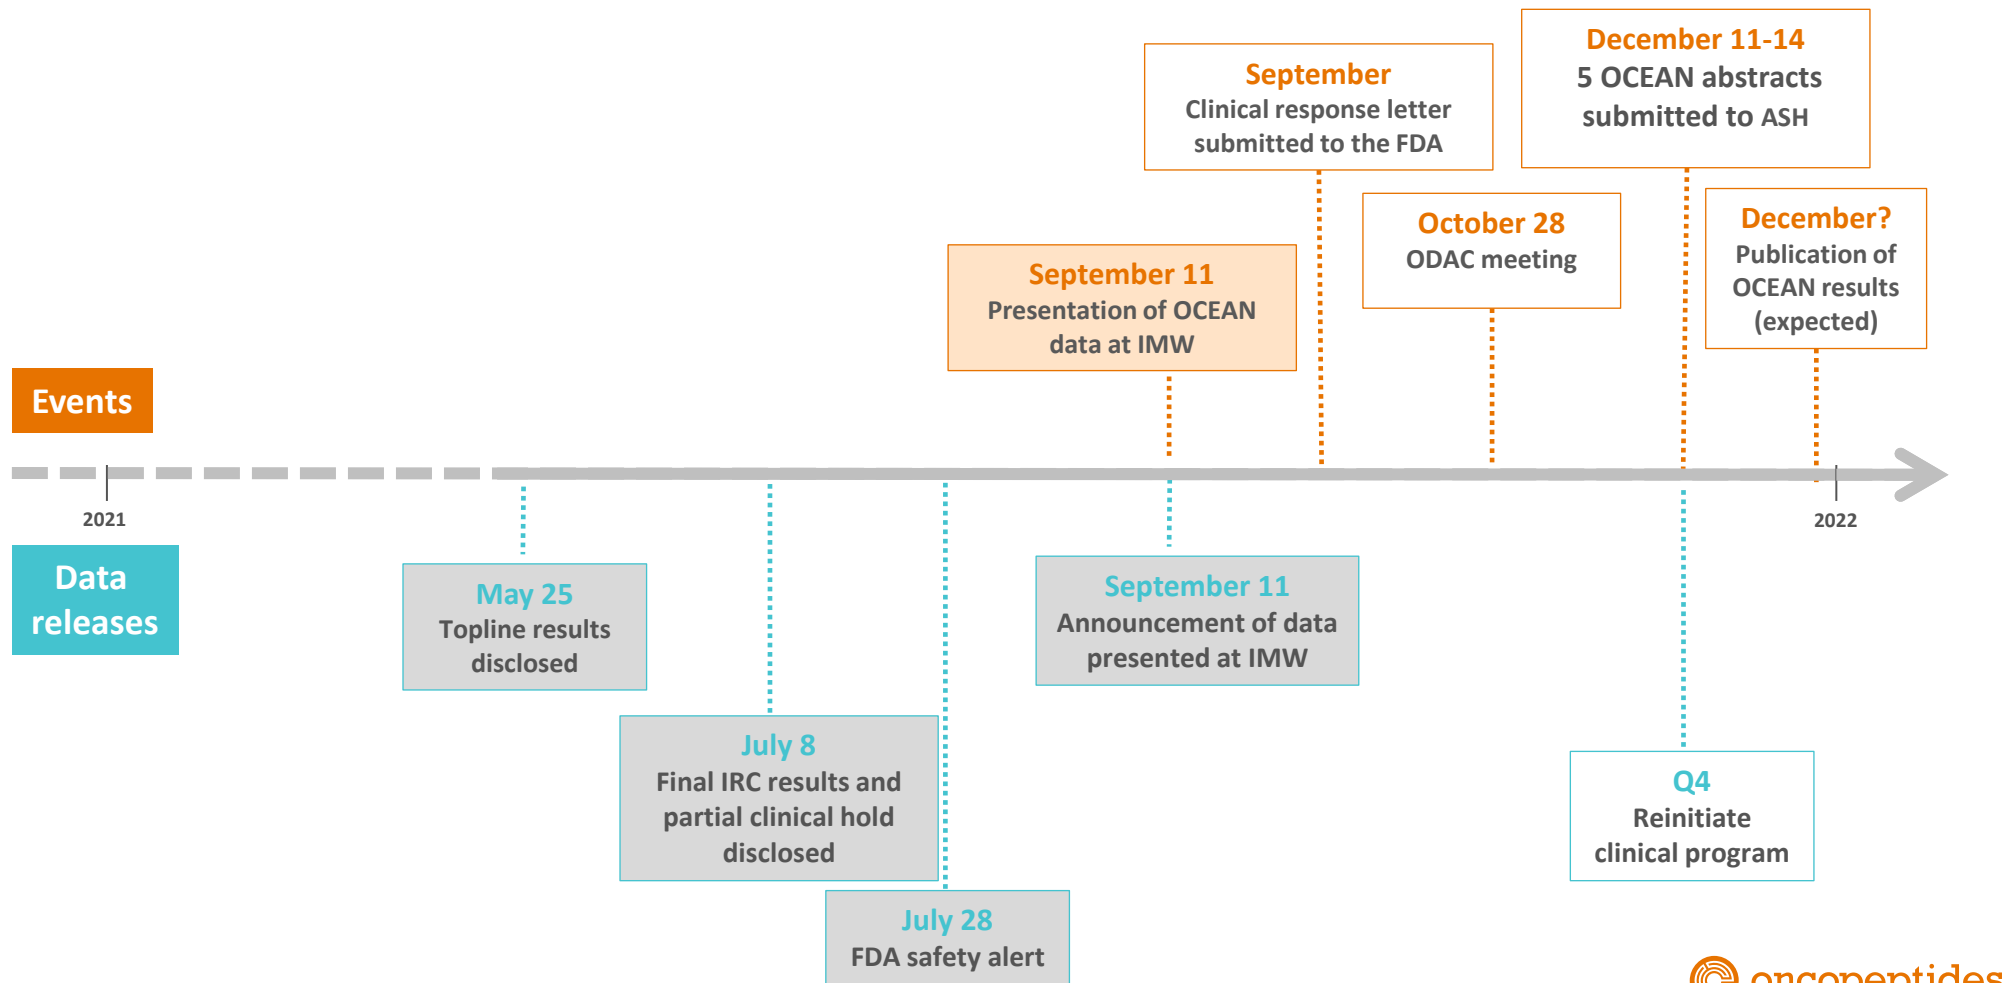 December 11-14
5 OCEAN abstracts
submitted to ASH
September
Clinical response letter
submitted to the FDA
October 28
ODAC meeting
December?
Publication of
OCEAN results
(expected)
September 11
Presentation of OCEAN
data at IMW
Events
2021
2022
Data
releases
May 25
Topline results
disclosed
September 11
Announcement of data
presented at IMW
July 8
Final IRC results and
partial clinical hold
disclosed
Q4
Reinitiate
clinical program
July 28
FDA safety alert
oncopeptides